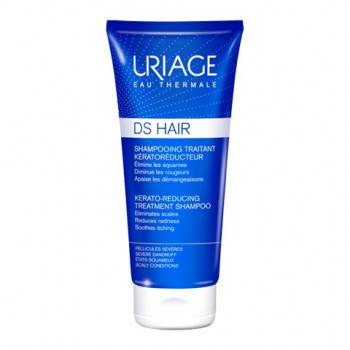 URIAGE
EAU THERMALE
DS HAIR
SHAMPOOING TRAITANT
KÉRATORÉDUCTEUR
Élimine les squames
Diminue les rougeurs
Apaise les démangeaisons
KERATO-REDUCING
TREATMENT SHAMPOO
Eliminates scales
Reduces redness
Soothes itching
PELLICULES SÉVÈRES
SEVERE DANDRUFF
ÉTATS SQUAMEUX
SCALY CONDITIONS